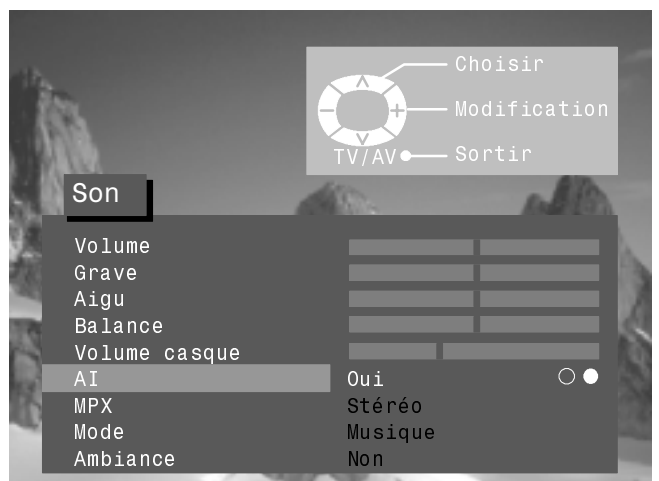 Choisir
Modification
TV/AV Sortir
Son
Volume
Grave
Aigu
Balance
Volume casque
AI Oui
MPX Stéréo
Mode Musique
Ambiance Non